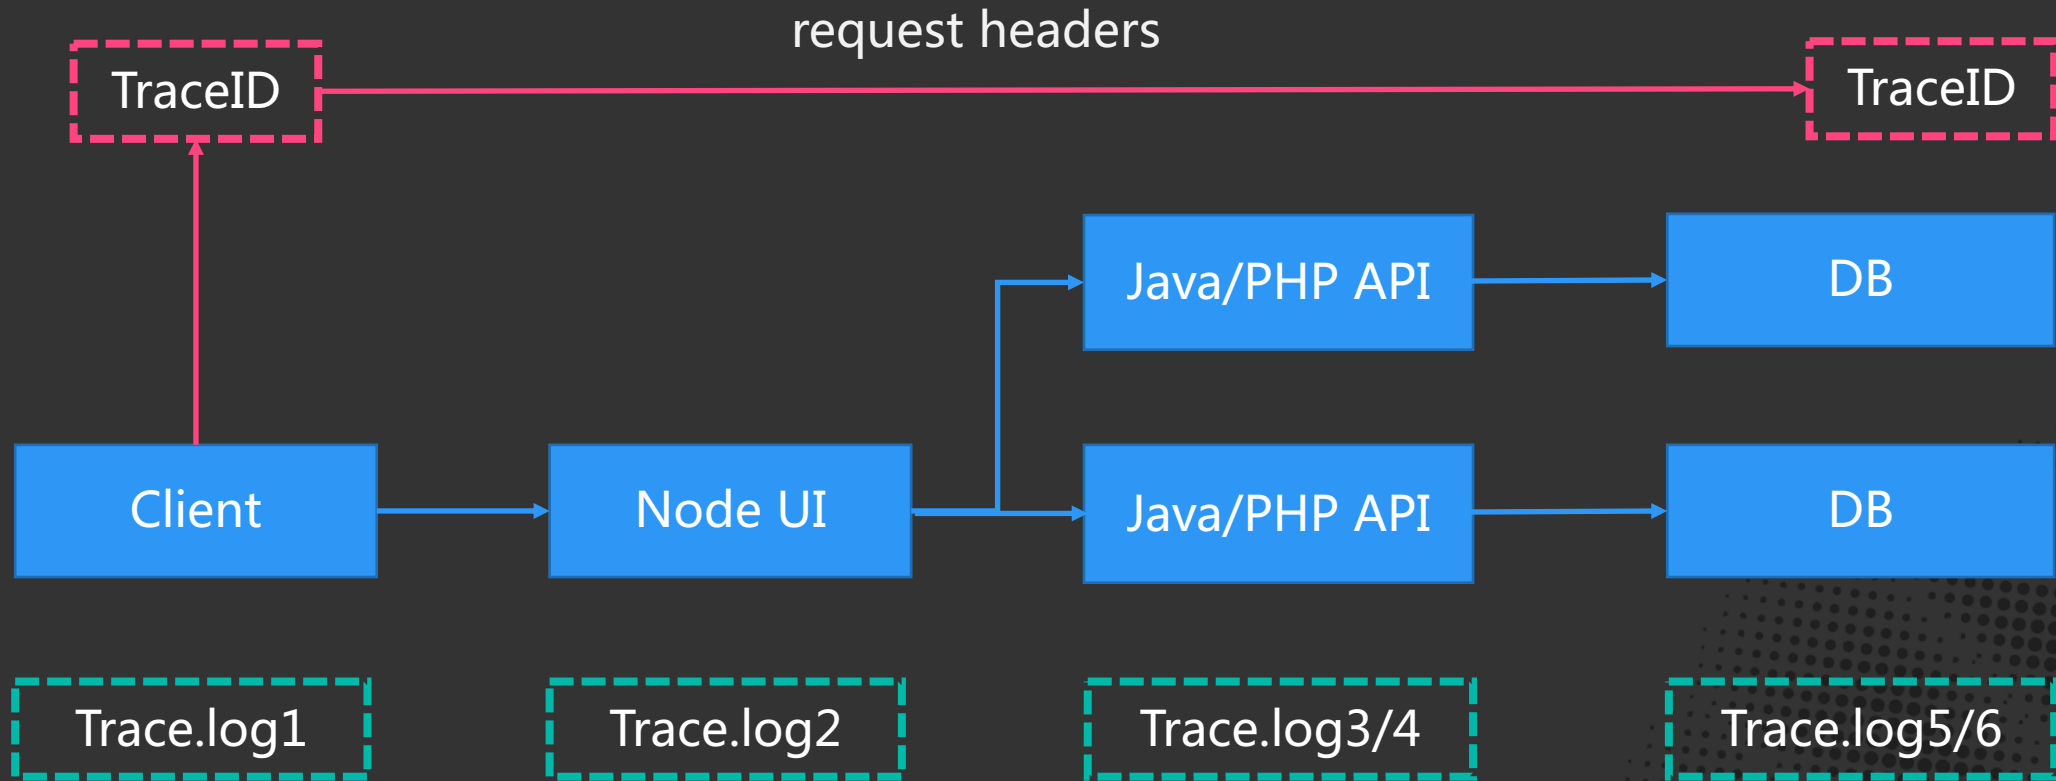 request headers
TraceID
TraceID
Java/PHP API
DB
Client
Node UI
Java/PHP API
DB
Trace.log1
Trace.log2
Trace.log3/4
Trace.log5/6